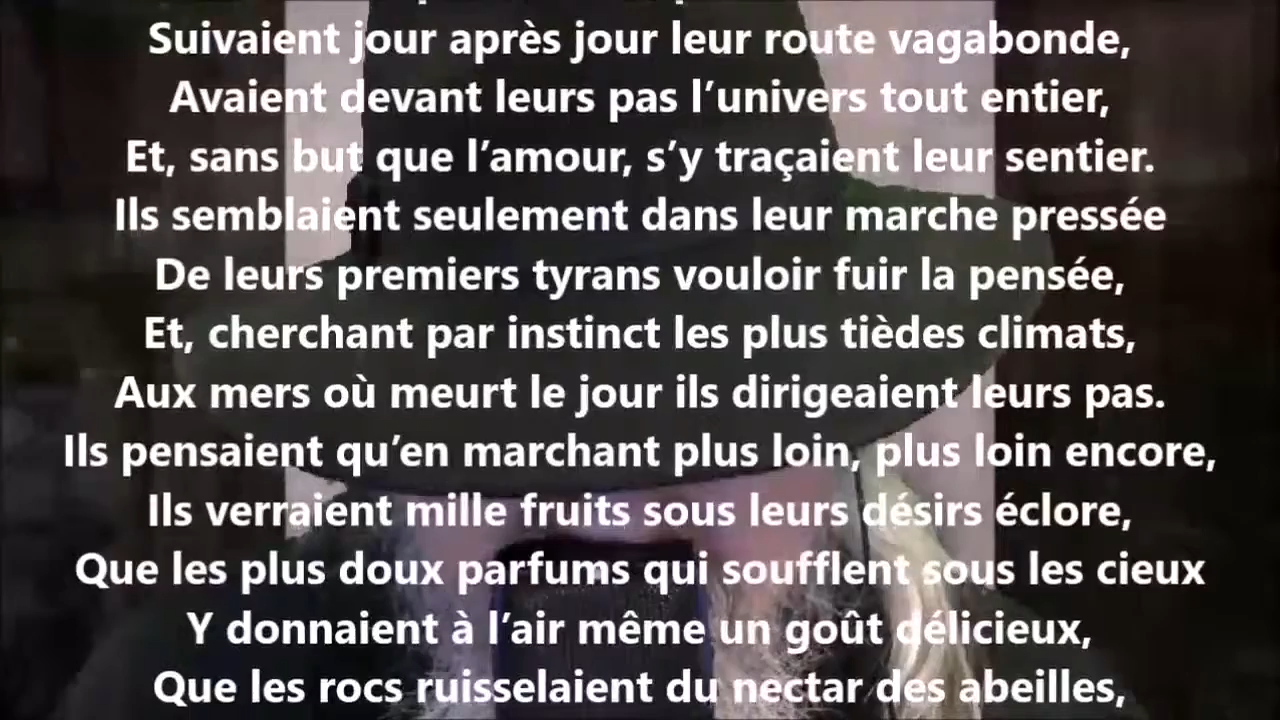 Suivaient jour après jour leur route vagabonde,
Avaient devant leurs pas l’univers tout entier,
Et, sans but que l’amour, s’y traçaient leur sentier.
Ils semblaient seulement dans leur marche pressée
De leurs premiers tyrans vouloir fuir la pensée,
Et, cherchant par instinct les plus tièdes climats,
Aux mers où meurt le jour ils dirigeaient leurs pas.
Ils pensaient qu’en marchant plus loin, plus loin encore,
Ils verraient mille fruits sous leurs désirs éclore,
Que les plus doux parfums qui soufflent sous les cieux
Y donnaient à l’air même un goût délicieux,
Que les rocs ruisselaient du nectar des abeilles,